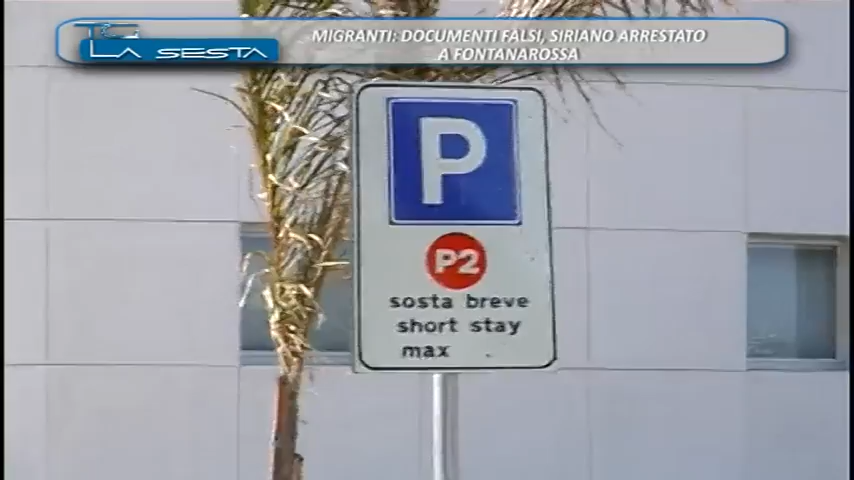 TG
LA SESTA
MIGRANTI: DOCUMENTI FALSI, SIRIANO ARRESTATO
A FONTANAROSSA
P
P2
sosta breve
short stay
max